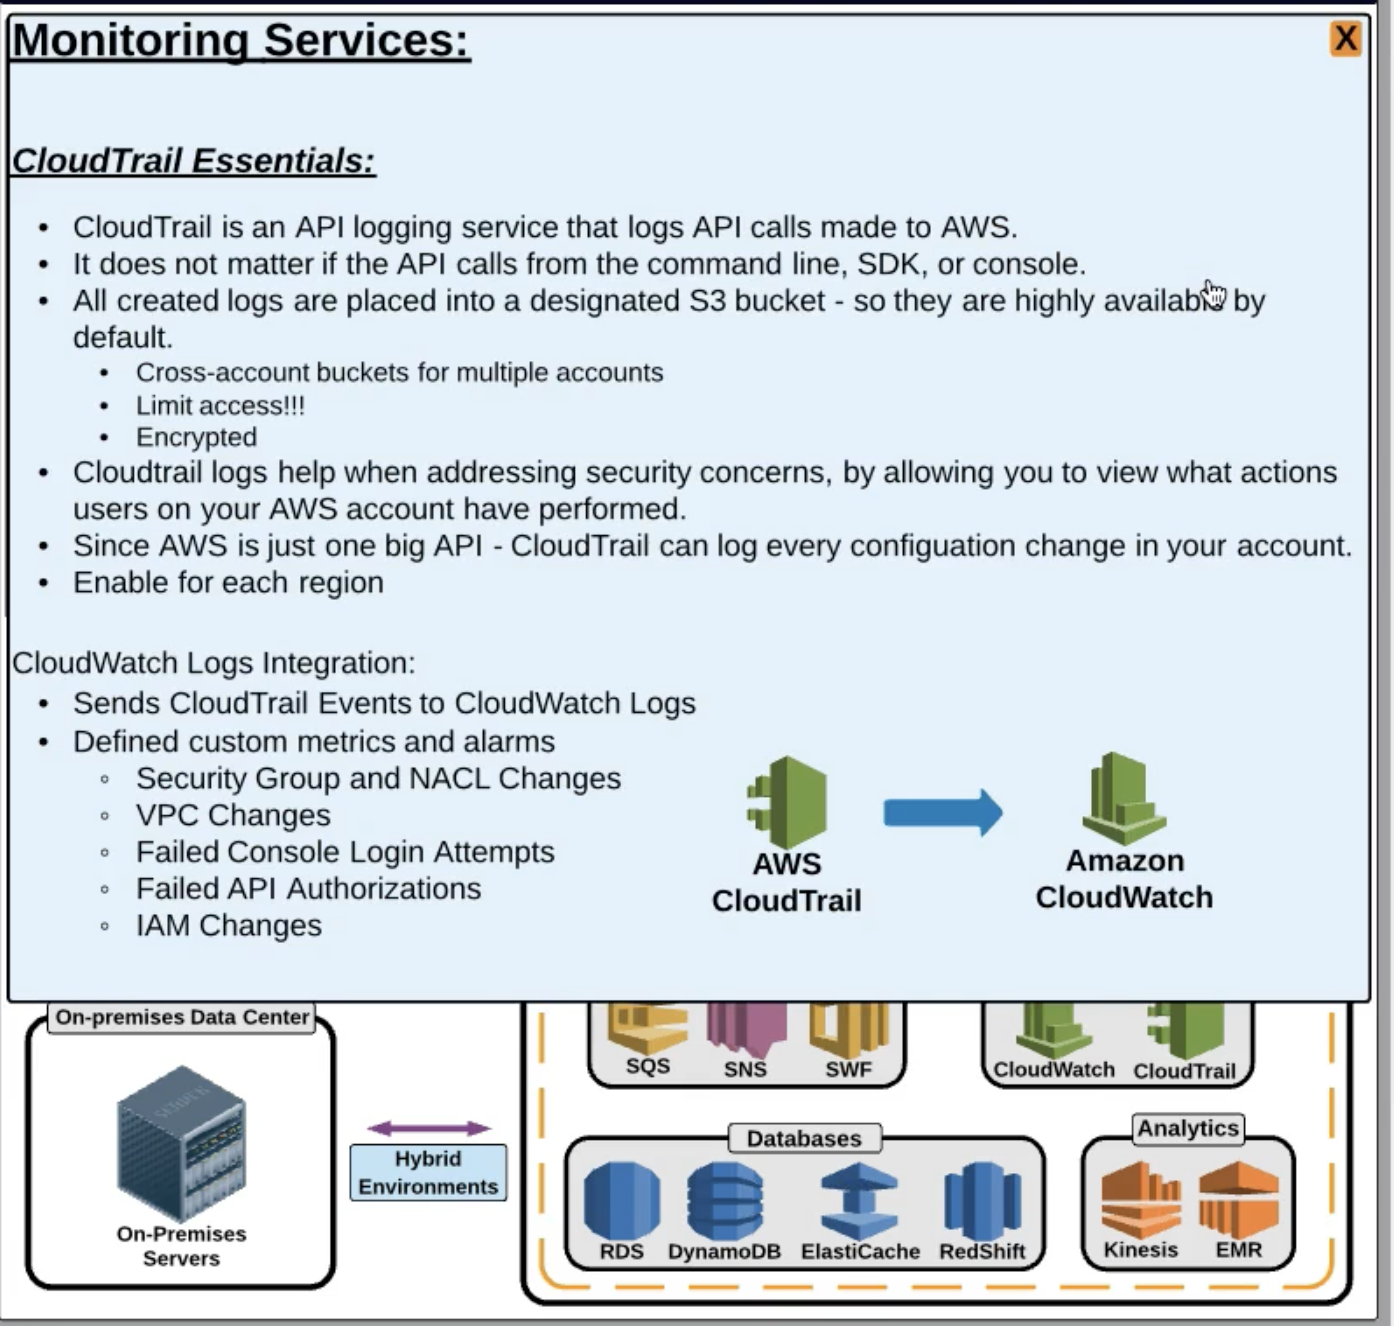 Monitoring Services:
X
CloudTrail Essentials:
• CloudTrail is an API logging service that logs API calls made to AWS.
• It does not matter if the API calls from the command line, SDK, or console.
• All created logs are placed into a designated S3 bucket - so they are highly available by
default.
• Cross-account buckets for multiple accounts
• Limit access!!!
• Encrypted
• Cloudtrail logs help when addressing security concerns, by allowing you to view what actions
users on your AWS account have performed.
• Since AWS is just one big API - CloudTrail can log every configuation change in your account.
• Enable for each region
CloudWatch Logs Integration:
• Sends CloudTrail Events to CloudWatch Logs
• Defined custom metrics and alarms
◦ Security Group and NACL Changes
◦ VPC Changes
◦ Failed Console Login Attempts
◦ Failed API Authorizations
◦ IAM Changes
AWS
CloudTrail
Amazon
CloudWatch
On-premises Data Center
On-Premises
Servers
Hybrid
Environments
SQS
SNS
SWF
CloudWatch
CloudTrail
Databases
RDS
DynamoDB
ElastiCache
RedShift
Analytics
Kinesis
EMR